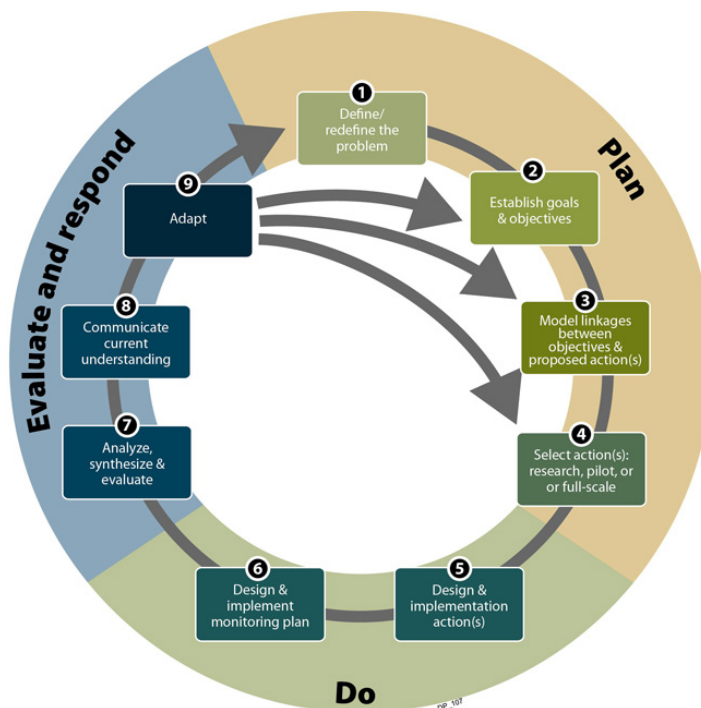 1
Define/
redefine the
problem
2
Establish goals
& objectives
3
Model linkages
between
objectives &
proposed action(s)
4
Select action(s):
research, pilot, or
or full-scale
5
Design &
implementation
action(s)
6
Design &
implement
monitoring plan
7
Analyze,
synthesize &
evaluate
8
Communicate
current
understanding
9
Adapt
Plan
Do
Evaluate and respond
DP_107